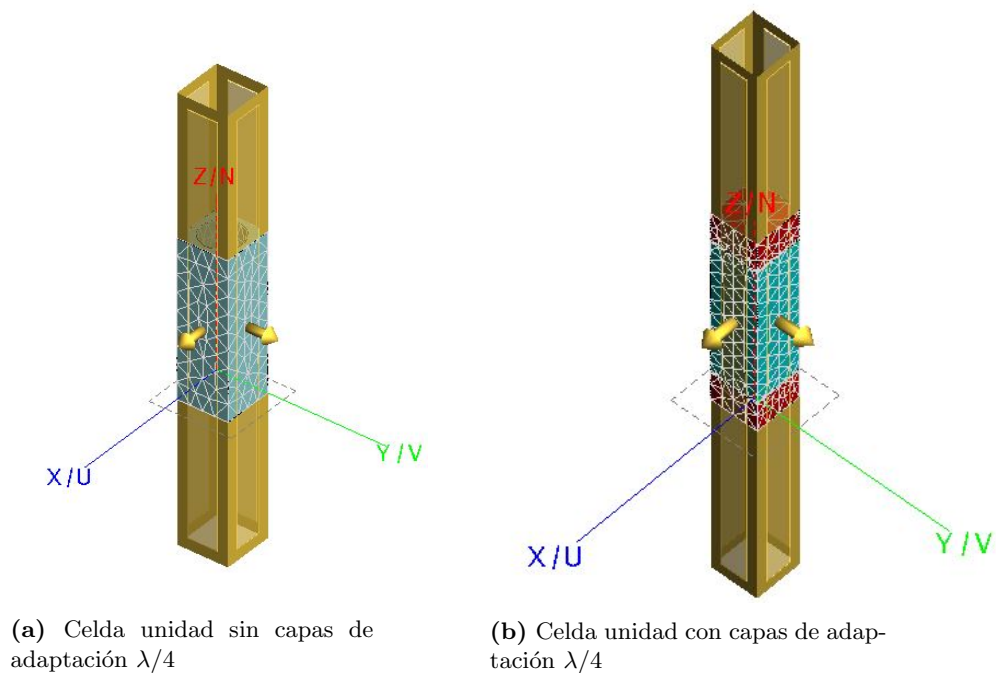 Z/N
X/U
Y/V
Z/N
X/U
Y/V
(a) Celda unidad sin capas de
adaptación λ/4
(b) Celda unidad con capas de adap-
tación λ/4